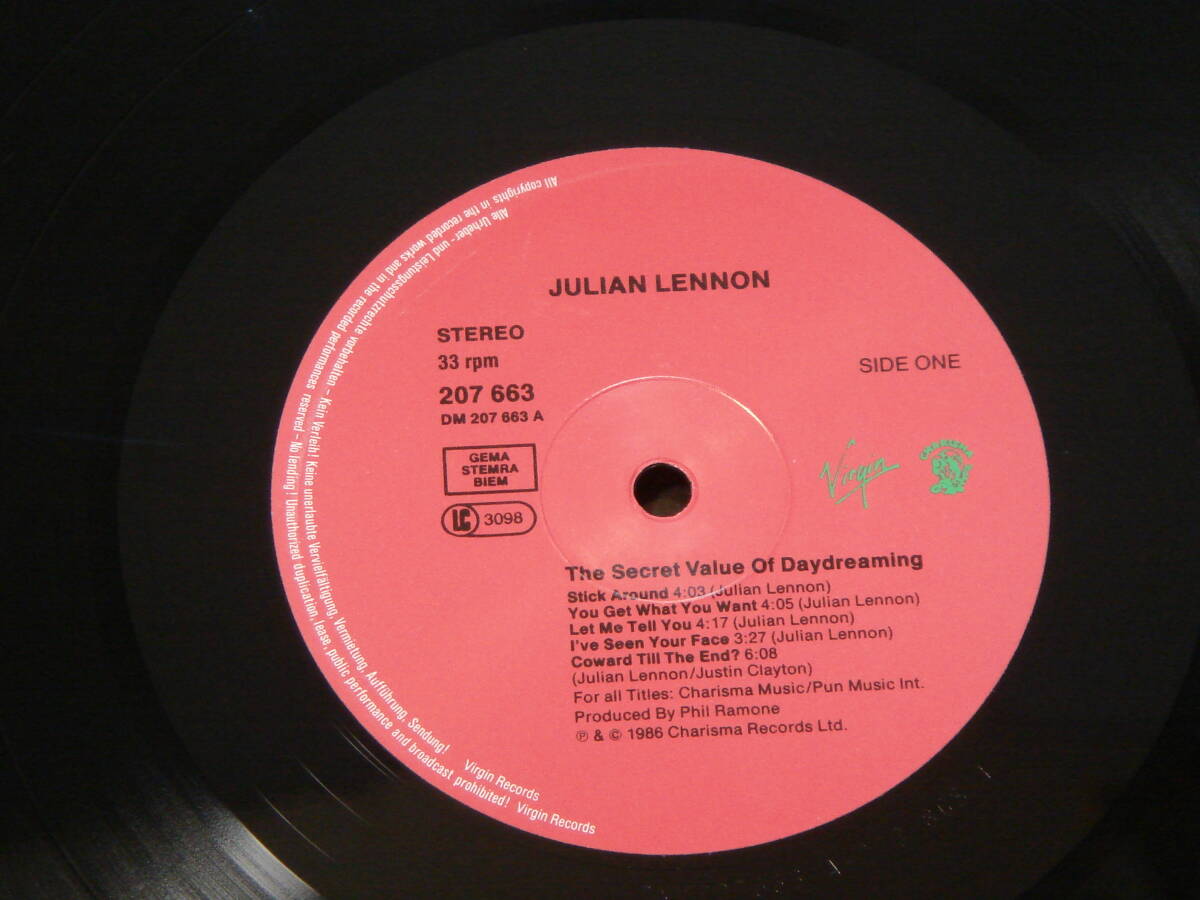 JULIAN LENNON
STEREO
33 rpm
SIDE ONE
207 663
DM 207 663 A
GEMA
STEMRA
BIEM
LC 3098
Virgin
CHARISMA
The Secret Value Of Daydreaming
Stick Around 4:03 (Julian Lennon)
You Get What You Want 4:05 (Julian Lennon)
Let Me Tell You 4:17 (Julian Lennon)
I've Seen Your Face 3:27 (Julian Lennon)
Coward Till The End? 6:08
(Julian Lennon/Justin Clayton)
For all Titles: Charisma Music/Pun Music Int.
Produced By Phil Ramone
℗ & © 1986 Charisma Records Ltd.
Alle Urheber- und Leistungsschutzrechte vorbehalten – Kein Verleih! Keine unerlaubte Vervielfältigung, Vermietung, Aufführung, Sendung! Virgin Records
All copyrights in the recorded works and in the recorded performances reserved – No lending! Unauthorized duplication, lease, public performance and broadcast prohibited! Virgin Records